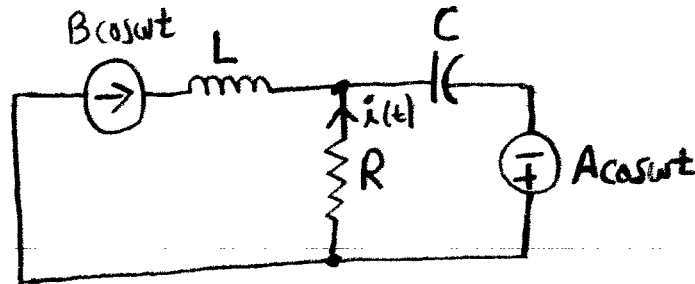 Bcosωt
L
C
i(t)
R
− +
Acosωt